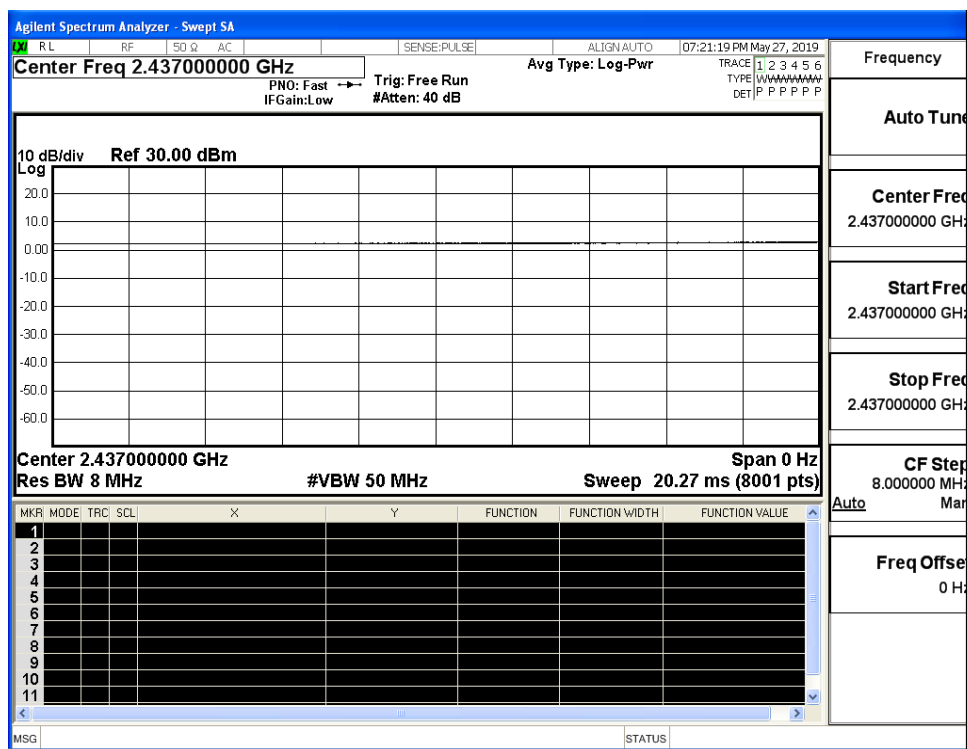 Agilent Spectrum Analyzer - Swept SA
LXI RL RF 50 Ω AC SENSE:PULSE ALIGN AUTO 07:21:19 PM May 27, 2019
Center Freq 2.437000000 GHz
PNO: Fast
IFGain:Low
Trig: Free Run
#Atten: 40 dB
Avg Type: Log-Pwr
TRACE 1 2 3 4 5 6
TYPE WWWWWW
DET P P P P P P
10 dB/div Ref 30.00 dBm
Log
20.0
10.0
0.00
-10.0
-20.0
-30.0
-40.0
-50.0
-60.0
Center 2.437000000 GHz Span 0 Hz
Res BW 8 MHz #VBW 50 MHz Sweep 20.27 ms (8001 pts)
MKR MODE TRC SCL X Y FUNCTION FUNCTION WIDTH FUNCTION VALUE
1
2
3
4
5
6
7
8
9
10
11
MSG STATUS
Frequency
Auto Tune
Center Freq
2.437000000 GHz
Start Freq
2.437000000 GHz
Stop Freq
2.437000000 GHz
CF Step
8.000000 MHz
Auto Man
Freq Offset
0 Hz